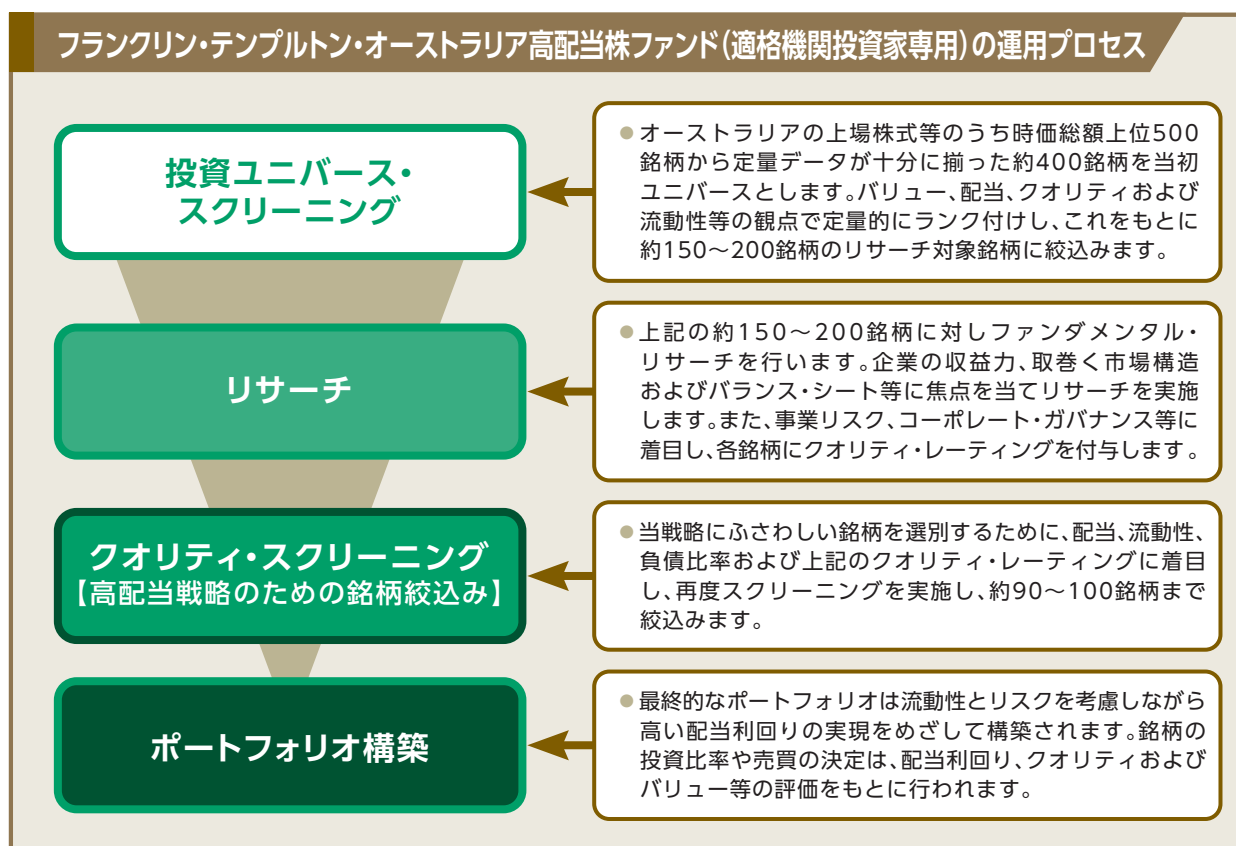 フランクリン・テンプルトン・オーストラリア高配当株ファンド(適格機関投資家専用)の運用プロセス
投資ユニバース・
スクリーニング
●オーストラリアの上場株式等のうち時価総額上位500
銘柄から定量データが十分に揃った約400銘柄を当初
ユニバースとします。バリュー、配当、クオリティおよび
流動性等の観点で定量的にランク付けし、これをもとに
約150～200銘柄のリサーチ対象銘柄に絞込みます。
リサーチ
●上記の約150～200銘柄に対しファンダメンタル・
リサーチを行います。企業の収益力、取巻く市場構造
およびバランス・シート等に焦点を当てリサーチを実施
します。また、事業リスク、コーポレート・ガバナンス等に
着目し、各銘柄にクオリティ・レーティングを付与します。
クオリティ・スクリーニング
【高配当戦略のための銘柄絞込み】
●当戦略にふさわしい銘柄を選別するために、配当、流動性、
負債比率および上記のクオリティ・レーティングに着目
し、再度スクリーニングを実施し、約90～100銘柄まで
絞込みます。
ポートフォリオ構築
●最終的なポートフォリオは流動性とリスクを考慮しながら
高い配当利回りの実現をめざして構築されます。銘柄の
投資比率や売買の決定は、配当利回り、クオリティおよび
バリュー等の評価をもとに行われます。